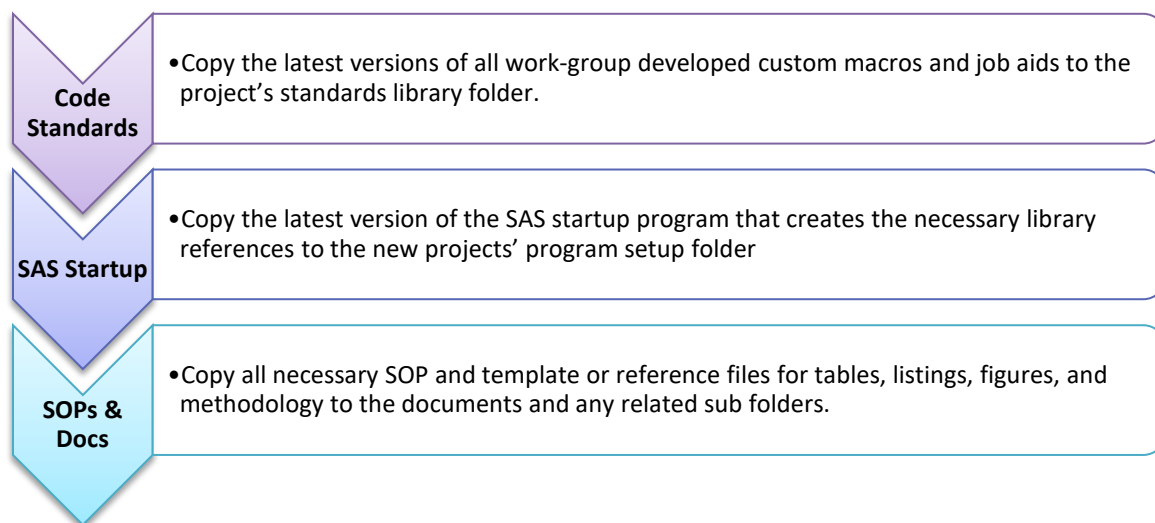 Code
Standards
•Copy the latest versions of all work-group developed custom macros and job aids to the
project's standards library folder.
SAS Startup
•Copy the latest version of the SAS startup program that creates the necessary library
references to the new projects' program setup folder
SOPs &
Docs
•Copy all necessary SOP and template or reference files for tables, listings, figures, and
methodology to the documents and any related sub folders.